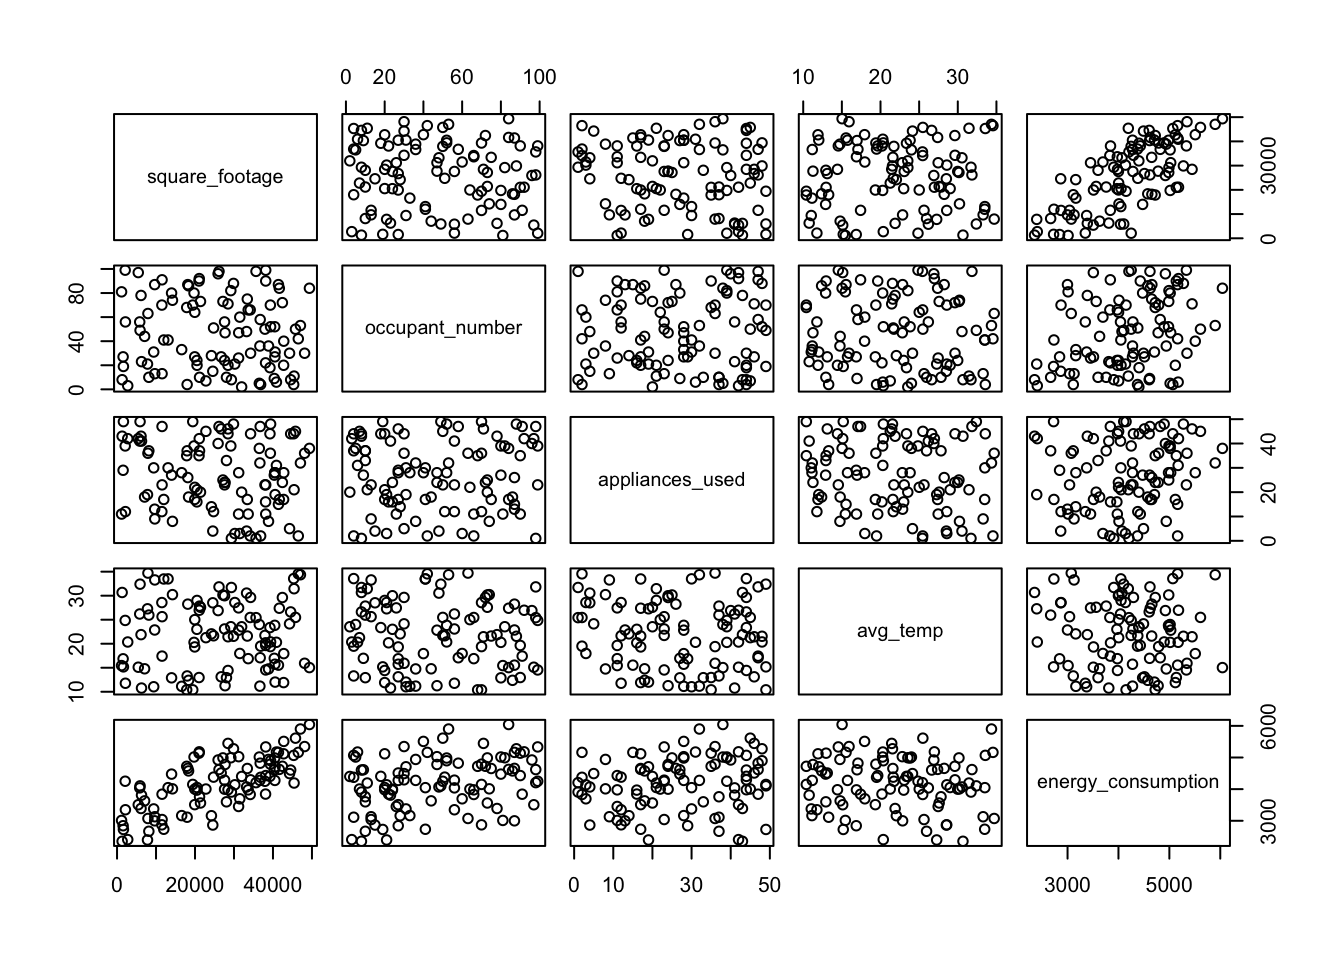 0 20 60 100 10 20 30
square_footage
0 30000
0 40 80
occupant_number
appliances_used
0 20 40
10 20 30
avg_temp
energy_consumption
3000 6000
0 20000 40000 0 10 30 50 3000 5000